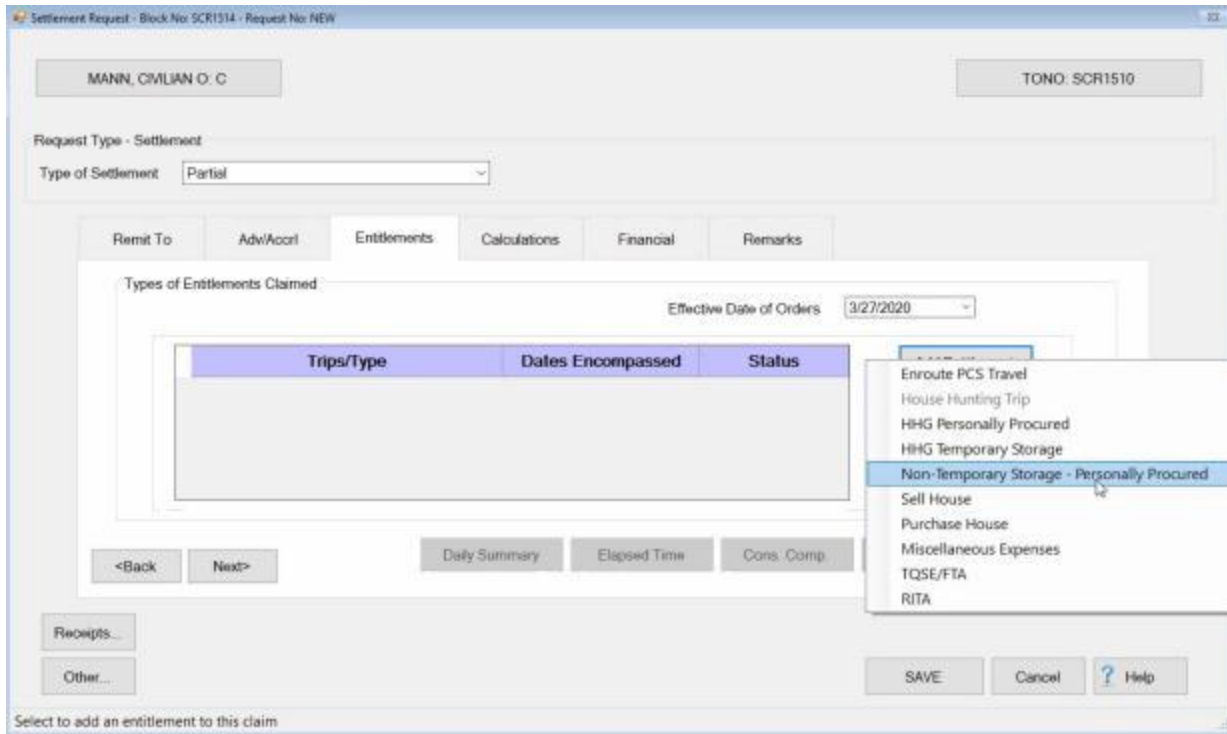 Settlement Request - Block No: SCR1514 - Request No: NEW
MANN, CIVILIAN O: C
TONO: SCR1510
Request Type - Settlement
Type of Settlement Partial
Remit To Adv/Accrl Entitlements Calculations Financial Remarks
Types of Entitlements Claimed
Effective Date of Orders 3/27/2020
Trips/Type Dates Encompassed Status
Enroute PCS Travel
House Hunting Trip
HHG Personally Procured
HHG Temporary Storage
Non-Temporary Storage - Personally Procured
Sell House
Purchase House
Miscellaneous Expenses
TQSE/FTA
RITA
<Back Next> Daily Summary Elapsed Time Cons. Comp.
Receipts...
Other...
SAVE Cancel ? Help
Select to add an entitlement to this claim